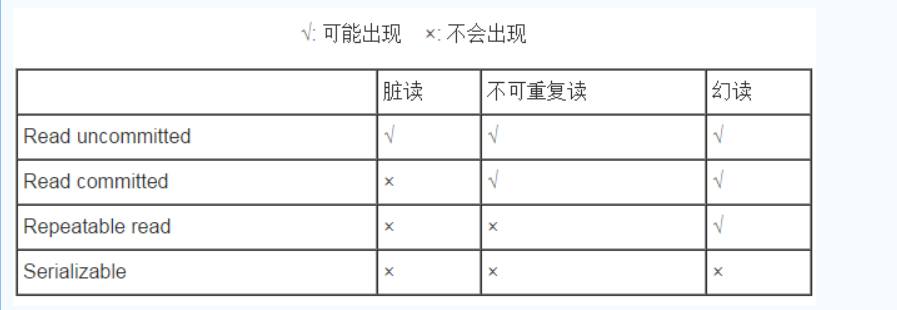 √: 可能出现 ×: 不会出现
脏读 不可重复读 幻读
Read uncommitted √ √ √
Read committed × √ √
Repeatable read × × √
Serializable × × ×